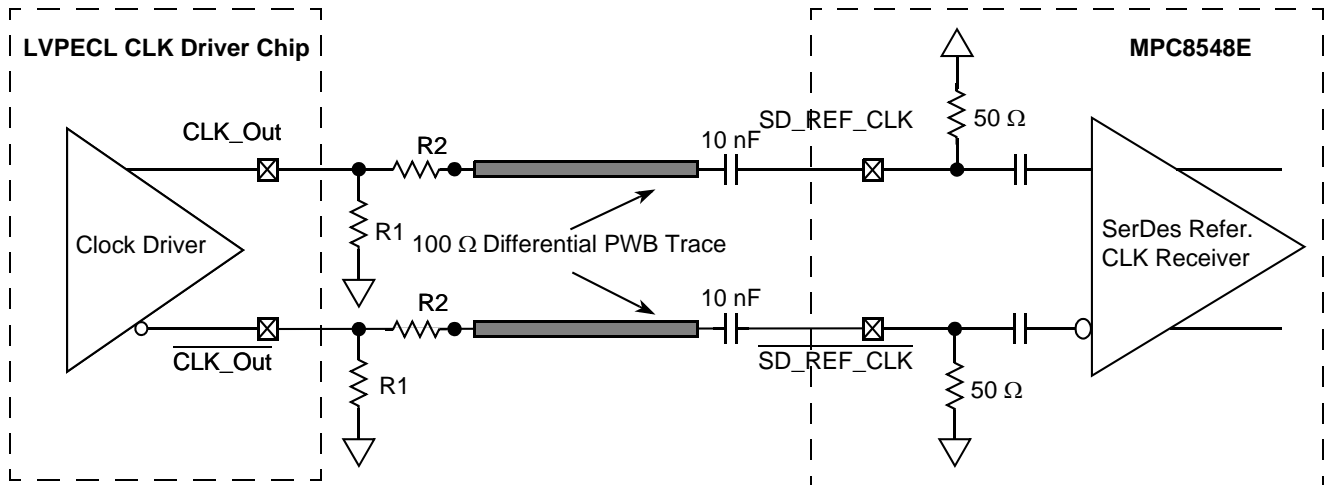 LVPECL CLK Driver Chip
MPC8548E
CLK_Out
R2
10 nF
SD_REF_CLK
50 Ω
Clock Driver
R1
100 Ω Differential PWB Trace
SerDes Refer.
CLK Receiver
R2
10 nF
CLK_Out
SD_REF_CLK
R1
50 Ω